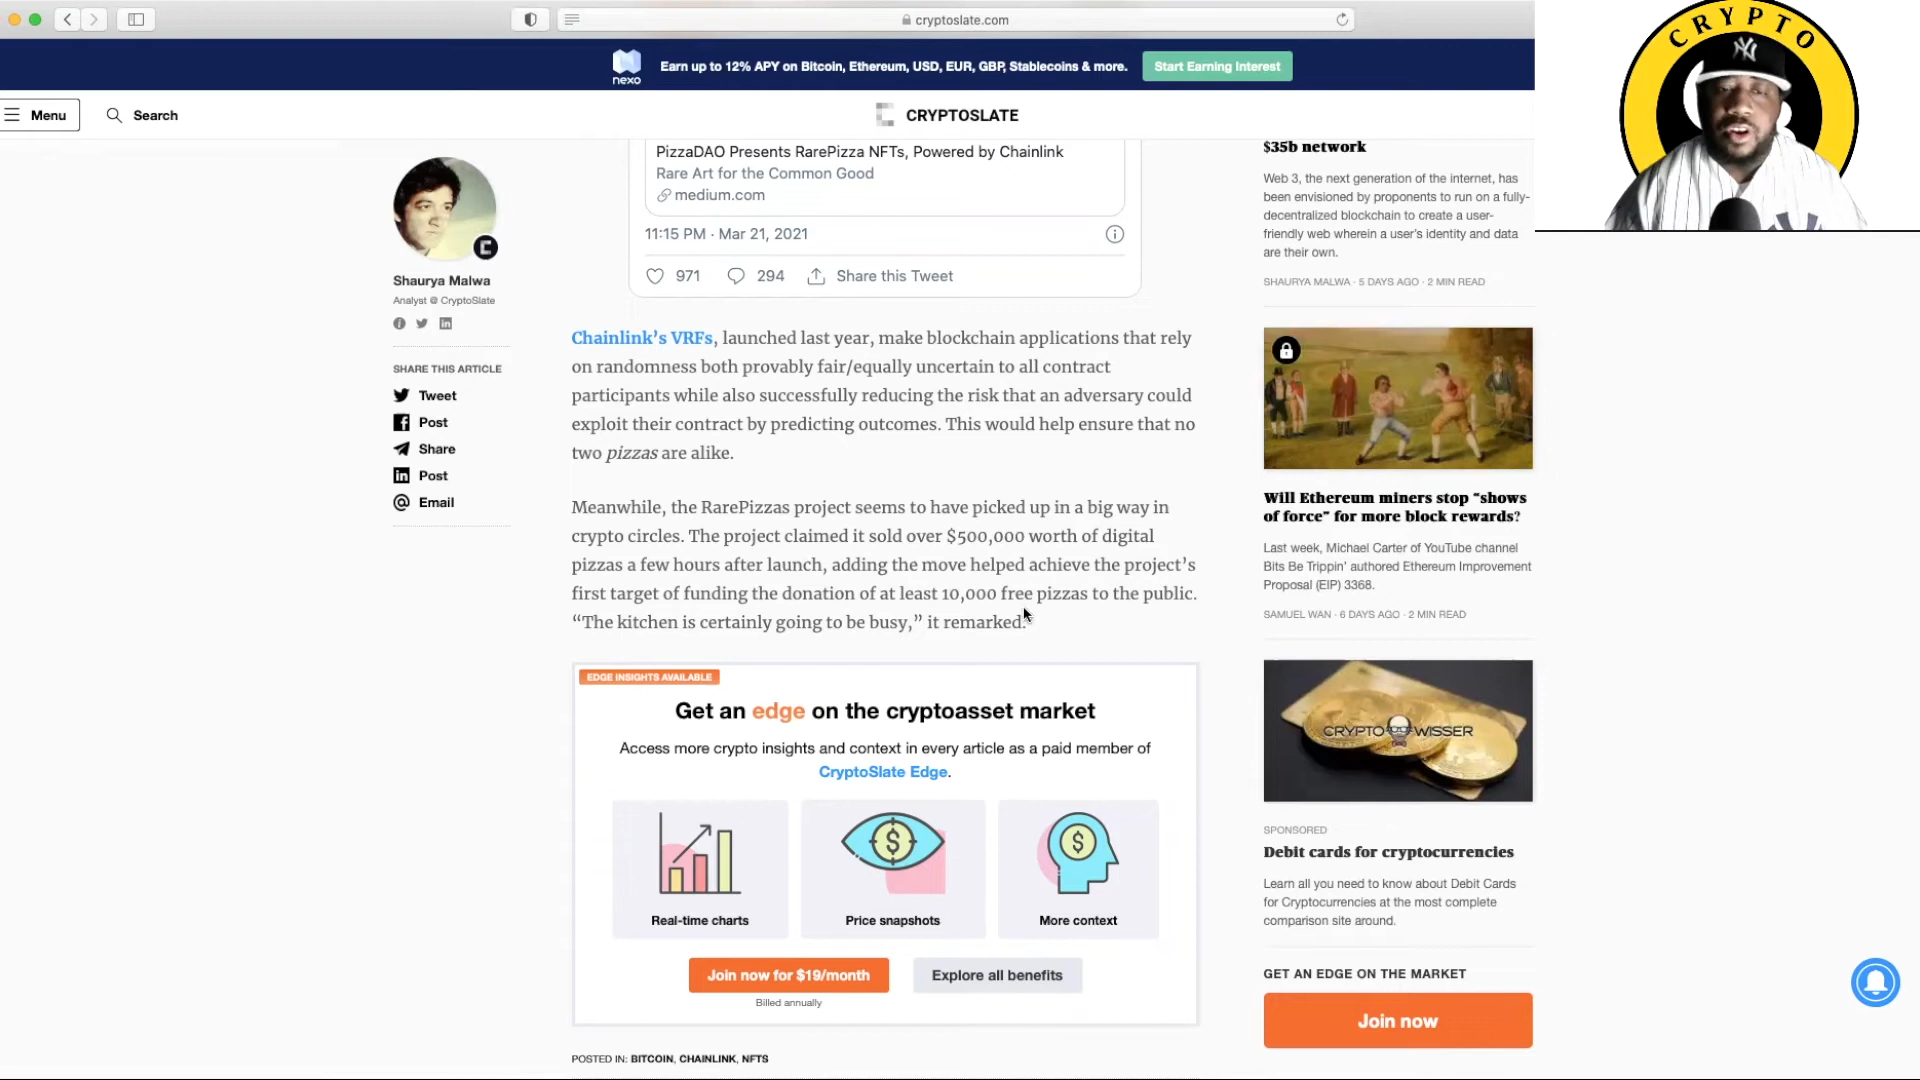 cryptoslate.com
nexo
Earn up to 12% APY on Bitcoin, Ethereum, USD, EUR, GBP, Stablecoins & more.
Start Earning Interest
Menu
Search
CRYPTOSLATE
CRYPTO
NY
Shaurya Malwa
Analyst @ CryptoSlate
SHARE THIS ARTICLE
Tweet
Post
Share
Post
Email
PizzaDAO Presents RarePizza NFTs, Powered by Chainlink
Rare Art for the Common Good
medium.com
11:15 PM · Mar 21, 2021
971
294
Share this Tweet
Chainlink’s VRFs, launched last year, make blockchain applications that rely
on randomness both provably fair/equally uncertain to all contract
participants while also successfully reducing the risk that an adversary could
exploit their contract by predicting outcomes. This would help ensure that no
two pizzas are alike.
Meanwhile, the RarePizzas project seems to have picked up in a big way in
crypto circles. The project claimed it sold over $500,000 worth of digital
pizzas a few hours after launch, adding the move helped achieve the project’s
first target of funding the donation of at least 10,000 free pizzas to the public.
“The kitchen is certainly going to be busy,” it remarked.
EDGE INSIGHTS AVAILABLE
Get an edge on the cryptoasset market
Access more crypto insights and context in every article as a paid member of
CryptoSlate Edge.
Real-time charts
Price snapshots
More context
Join now for $19/month
Explore all benefits
Billed annually
POSTED IN: BITCOIN, CHAINLINK, NFTS
$35b network
Web 3, the next generation of the internet, has
been envisioned by proponents to run on a fully-
decentralized blockchain to create a user-
friendly web wherein a user’s identity and data
are their own.
SHAURYA MALWA · 5 DAYS AGO · 2 MIN READ
Will Ethereum miners stop “shows
of force” for more block rewards?
Last week, Michael Carter of YouTube channel
Bits Be Trippin’ authored Ethereum Improvement
Proposal (EIP) 3368.
SAMUEL WAN · 6 DAYS AGO · 2 MIN READ
CRYPTO WISSER
SPONSORED
Debit cards for cryptocurrencies
Learn all you need to know about Debit Cards
for Cryptocurrencies at the most complete
comparison site around.
GET AN EDGE ON THE MARKET
Join now